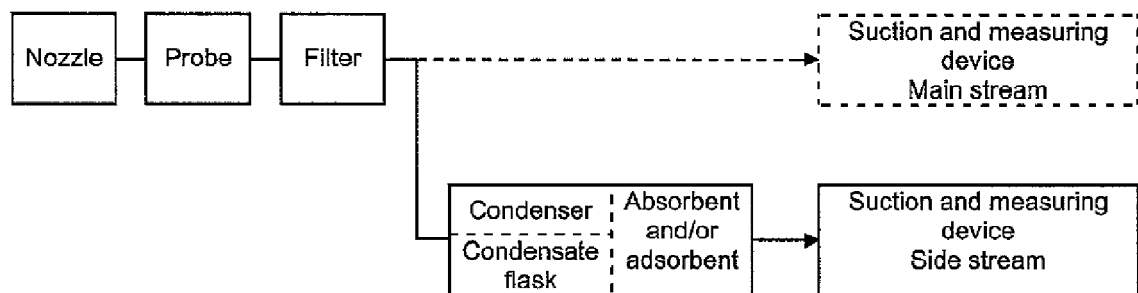 Nozzle
Probe
Filter
Suction and measuring
device
Main stream
Condenser
Condensate
flask
Absorbent
and/or
adsorbent
Suction and measuring
device
Side stream